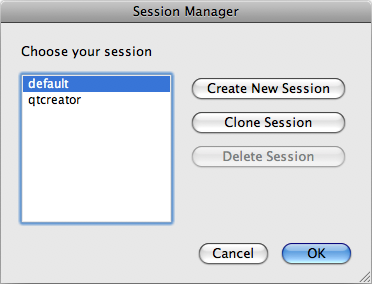 Session Manager
Choose your session
default
qtcreator
Create New Session
Clone Session
Delete Session
Cancel
OK